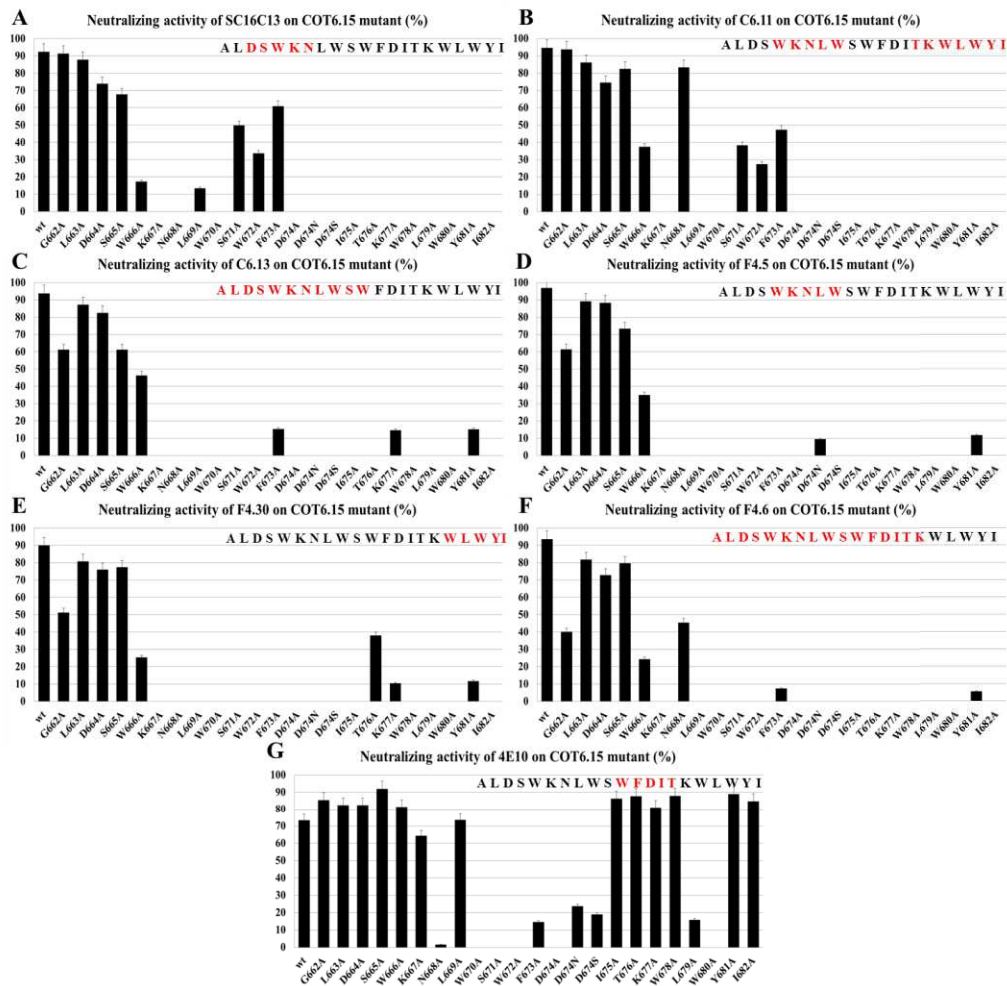 A
Neutralizing activity of SC16C13 on COT6.15 mutant (%)
A L D S W K N L W S W F D I T K W L W Y I
100
90
80
70
60
50
40
30
20
10
0
wt G662A L663A D664A S665A W666A K667A N668A L669A W670A S671A W672A F673A D674A D674N D674S I675A T676A K677A W678A L679A W680A Y681A I682A
B
Neutralizing activity of C6.11 on COT6.15 mutant (%)
A L D S W K N L W S W F D I T K W L W Y I
100
90
80
70
60
50
40
30
20
10
0
wt G662A L663A D664A S665A W666A K667A N668A L669A W670A S671A W672A F673A D674A D674N D674S I675A T676A K677A W678A L679A W680A Y681A I682A
C
Neutralizing activity of C6.13 on COT6.15 mutant (%)
A L D S W K N L W S W F D I T K W L W Y I
100
90
80
70
60
50
40
30
20
10
0
wt G662A L663A D664A S665A W666A K667A N668A L669A W670A S671A W672A F673A D674A D674N D674S I675A T676A K677A W678A L679A W680A Y681A I682A
D
Neutralizing activity of F4.5 on COT6.15 mutant (%)
A L D S W K N L W S W F D I T K W L W Y I
100
90
80
70
60
50
40
30
20
10
0
wt G662A L663A D664A S665A W666A K667A N668A L669A W670A S671A W672A F673A D674A D674N D674S I675A T676A K677A W678A L679A W680A Y681A I682A
E
Neutralizing activity of F4.30 on COT6.15 mutant (%)
A L D S W K N L W S W F D I T K W L W Y I
100
90
80
70
60
50
40
30
20
10
0
wt G662A L663A D664A S665A W666A K667A N668A L669A W670A S671A W672A F673A D674A D674N D674S I675A T676A K677A W678A L679A W680A Y681A I682A
F
Neutralizing activity of F4.6 on COT6.15 mutant (%)
A L D S W K N L W S W F D I T K W L W Y I
100
90
80
70
60
50
40
30
20
10
0
wt G662A L663A D664A S665A W666A K667A N668A L669A W670A S671A W672A F673A D674A D674N D674S I675A T676A K677A W678A L679A W680A Y681A I682A
G
Neutralizing activity of 4E10 on COT6.15 mutant (%)
A L D S W K N L W S W F D I T K W L W Y I
100
90
80
70
60
50
40
30
20
10
0
wt G662A L663A D664A S665A W666A K667A N668A L669A W670A S671A W672A F673A D674A D674N D674S I675A T676A K677A W678A L679A W680A Y681A I682A